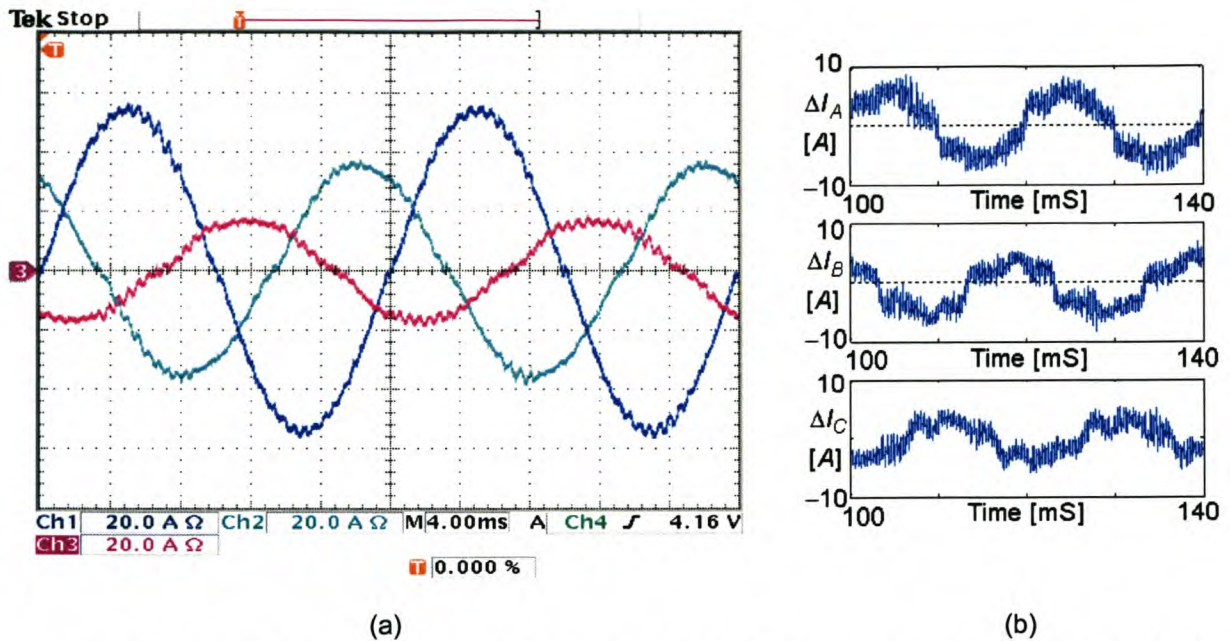 Tek Stop
T
T
3
Ch1 20.0 A Ω Ch2 20.0 A Ω M 4.00ms A Ch4 ʃ 4.16 V
Ch3 20.0 A Ω
T 0.000 %
(a)
10
ΔI_A
[A]
−10
100 Time [mS] 140
10
ΔI_B
[A]
−10
100 Time [mS] 140
10
ΔI_C
[A]
−10
100 Time [mS] 140
(b)